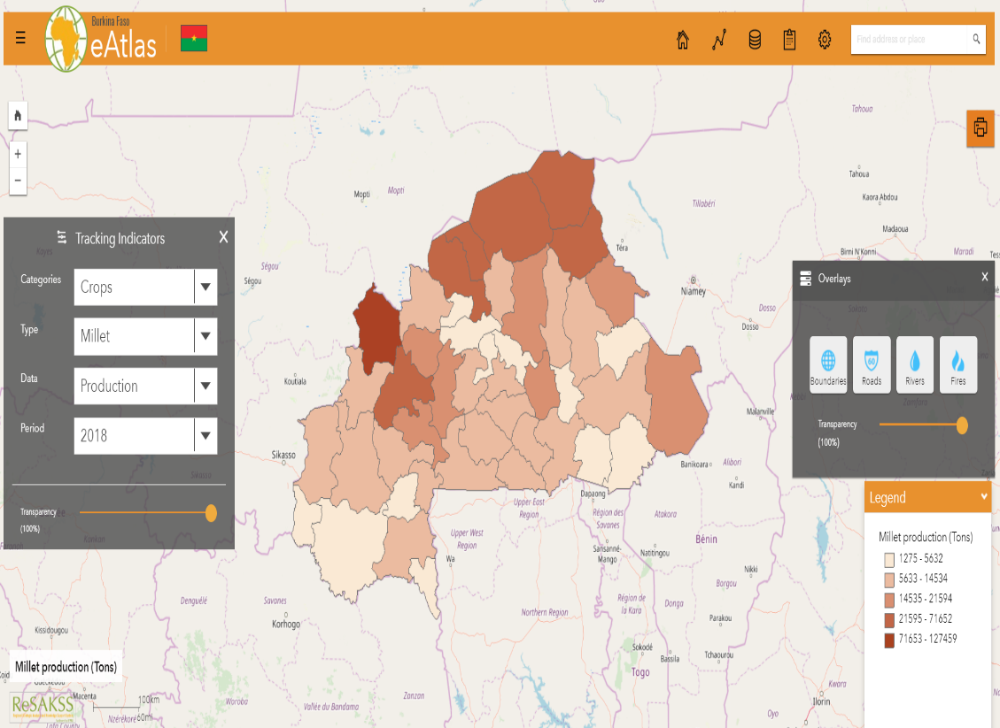 Burkina Faso
eAtlas
Find address or place
+
−
Tracking Indicators X
Categories Crops
Type Millet
Data Production
Period 2018
Transparency
(100%)
Tahoua
Tahoua
Kaora Abdou
Madaoua
Birni N'Konni
Maradi
Tillabéri
Mopti
Mopti
Téra
Ségou
Ségou
Niamey
Dosso
Dosso
Koutiala
Malanville
Sikasso
Banikoara
Alibori
Kandi
Dapaong
Upper East
Region
Région des
Savanes
Atakora
Upper West
Region
Bénin
Sansanné-
Mango
Natitingou
Wa
Nikki
Borgou
Denguélé
Savanes
Korhogo
Northern Region
Région de
la Kara
Donga
Parakou
Kissidougou
Sokodé
Bassila
Tchaourou
Togo
Kwara
Ilorin
Oyo
Zanzan
Woroba
Vallée du Bandama
Macenta
Nzérékoré
Overlays X
Boundaries Roads Rivers Fires
60
Transparency
(100%)
Legend
Millet production (Tons)
1275 - 5632
5633 - 14534
14535 - 21594
21595 - 71652
71653 - 127459
Millet production (Tons)
ReSAKSS
100km
60mi